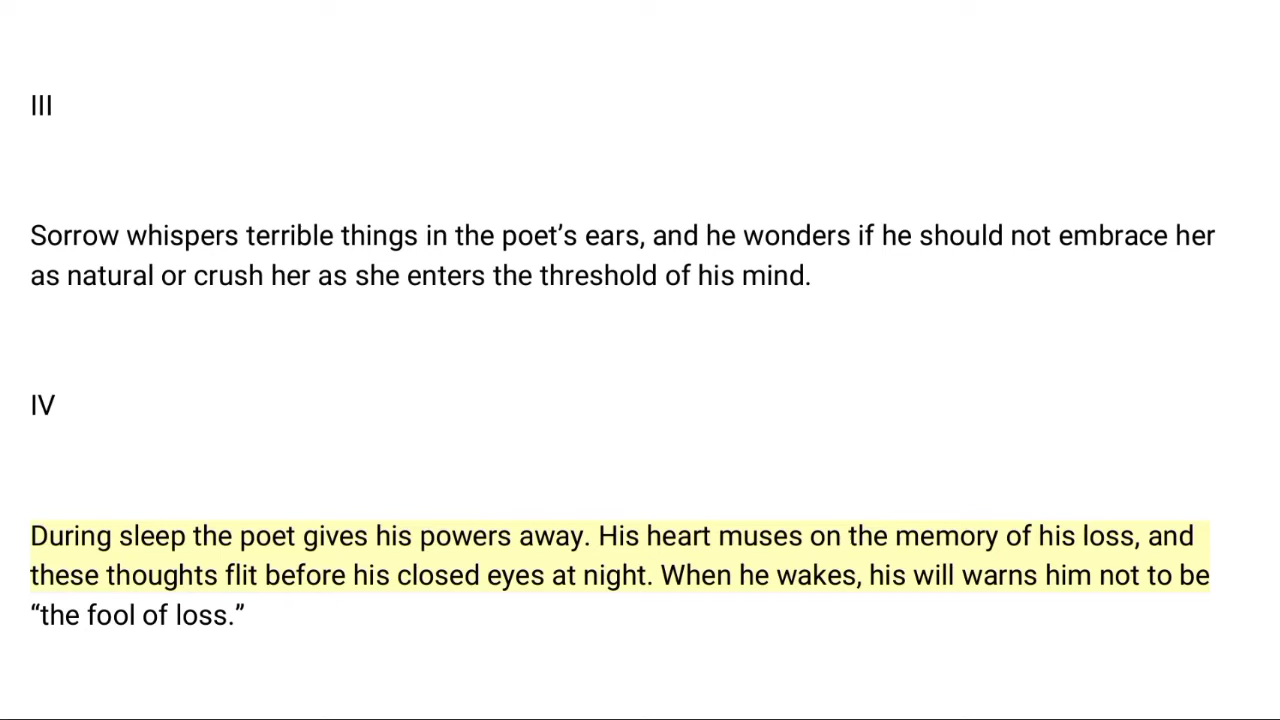 III
Sorrow whispers terrible things in the poet’s ears, and he wonders if he should not embrace her
as natural or crush her as she enters the threshold of his mind.
IV
During sleep the poet gives his powers away. His heart muses on the memory of his loss, and
these thoughts flit before his closed eyes at night. When he wakes, his will warns him not to be
“the fool of loss.”